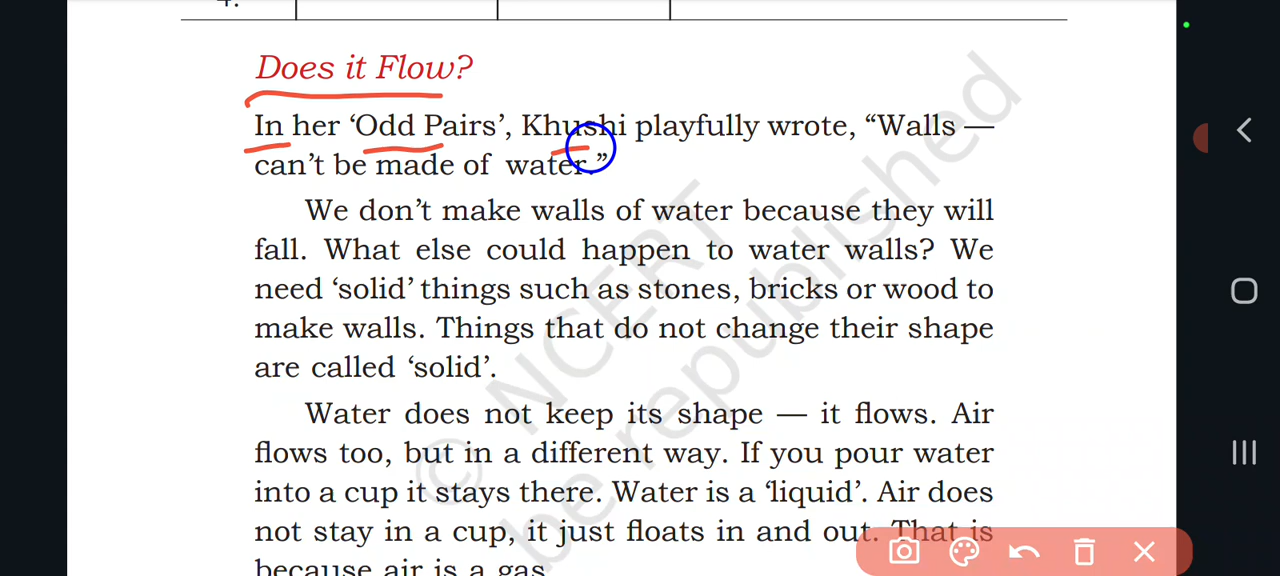 4.
Does it Flow?
In her ‘Odd Pairs’, Khushi playfully wrote, “Walls —
can’t be made of water.”
We don’t make walls of water because they will
fall. What else could happen to water walls? We
need ‘solid’ things such as stones, bricks or wood to
make walls. Things that do not change their shape
are called ‘solid’.
Water does not keep its shape — it flows. Air
flows too, but in a different way. If you pour water
into a cup it stays there. Water is a ‘liquid’. Air does
not stay in a cup, it just floats in and out. That is
because air is a gas.
© NCERT
be republished